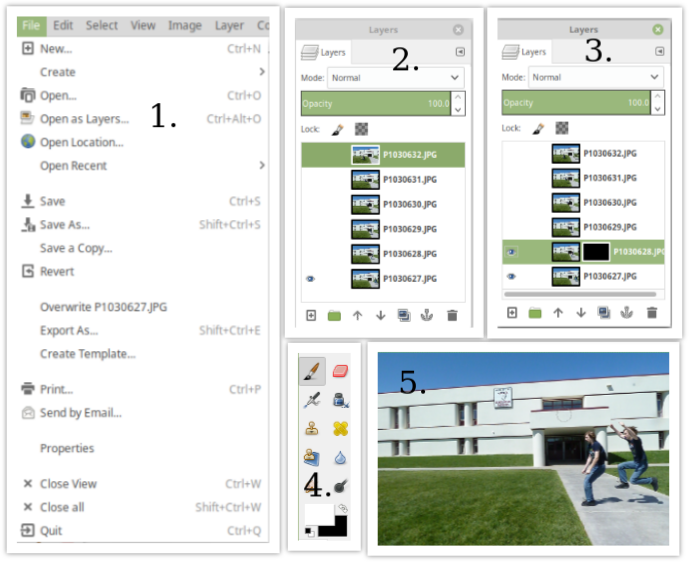 File Edit Select View Image Layer Co
New... Ctrl+N
Create
Open... Ctrl+O
1.
Open as Layers... Ctrl+Alt+O
Open Location...
Open Recent
Save Ctrl+S
Save As... Shift+Ctrl+S
Save a Copy...
Revert
Overwrite P1030627.JPG
Export As... Shift+Ctrl+E
Create Template...
Print... Ctrl+P
Send by Email...
Properties
Close View Ctrl+W
Close all Shift+Ctrl+W
Quit Ctrl+Q
Layers
Layers
2.
Mode: Normal
Opacity 100.0
Lock:
P1030632.JPG
P1030631.JPG
P1030630.JPG
P1030629.JPG
P1030628.JPG
P1030627.JPG
Layers
Layers
3.
Mode: Normal
Opacity 100.0
Lock:
P1030632.JPG
P1030631.JPG
P1030630.JPG
P1030629.JPG
P1030628.JPG
P1030627.JPG
4.
5.